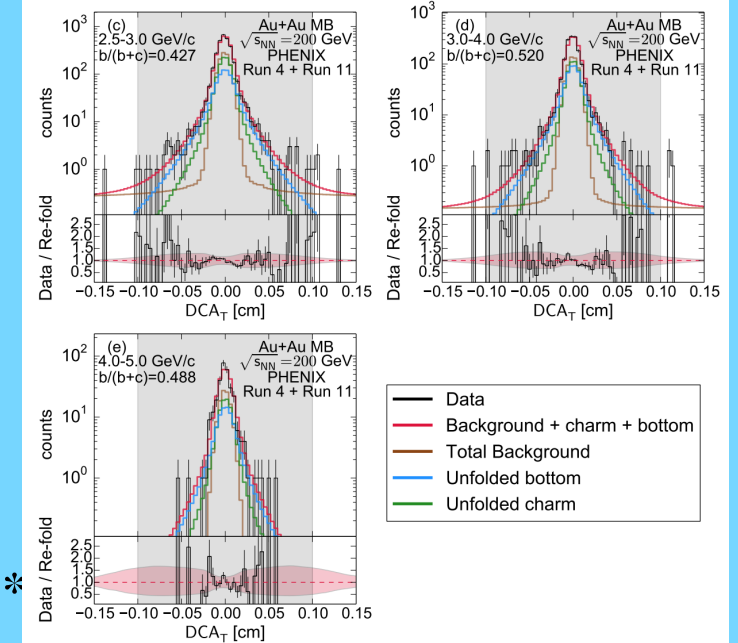 (c) Au+Au MB
2.5-3.0 GeV/c √sNN = 200 GeV
b/(b+c)=0.427 PHENIX
Run 4 + Run 11
10³
10²
10¹
10⁰
counts
2.5
2.0
1.5
1.0
0.5
Data / Re-fold
−0.15 −0.10 −0.05 0.00 0.05 0.10 0.15
DCAT [cm]
(d) Au+Au MB
3.0-4.0 GeV/c √sNN = 200 GeV
b/(b+c)=0.520 PHENIX
Run 4 + Run 11
10³
10²
10¹
10⁰
counts
2.5
2.0
1.5
1.0
0.5
Data / Re-fold
−0.15 −0.10 −0.05 0.00 0.05 0.10 0.15
DCAT [cm]
(e) Au+Au MB
4.0-5.0 GeV/c √sNN = 200 GeV
b/(b+c)=0.488 PHENIX
Run 4 + Run 11
10²
10¹
10⁰
counts
2.5
2.0
1.5
1.0
0.5
Data / Re-fold
−0.15 −0.10 −0.05 0.00 0.05 0.10 0.15
DCAT [cm]
Data
Background + charm + bottom
Total Background
Unfolded bottom
Unfolded charm
*